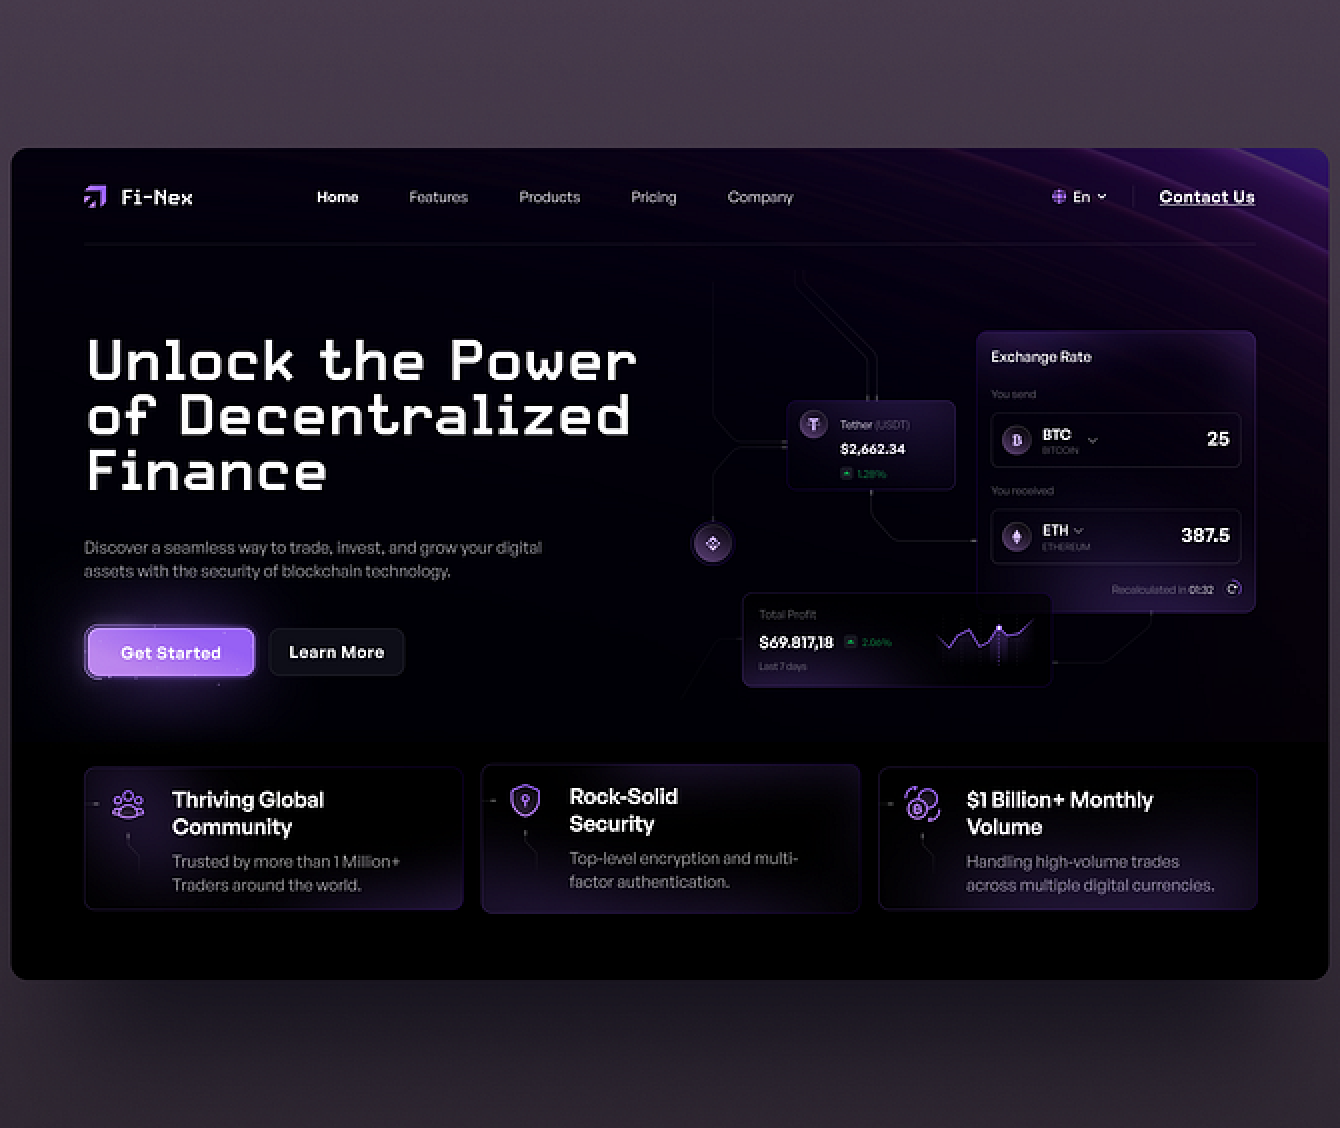 Fi-Nex
Home
Features
Products
Pricing
Company
En
Contact Us
Unlock the Power
of Decentralized
Finance
Discover a seamless way to trade, invest, and grow your digital
assets with the security of blockchain technology.
Get Started
Learn More
Tether (USDT)
$2,662.34
1.28%
Exchange Rate
You send
BTC
BITCOIN
25
You received
ETH
ETHEREUM
387.5
Recalculated in 01:32
Total Profit
$69.817,18
2.06%
Last 7 days
Thriving Global
Community
Trusted by more than 1 Million+
Traders around the world.
Rock-Solid
Security
Top-level encryption and multi-
factor authentication.
$1 Billion+ Monthly
Volume
Handling high-volume trades
across multiple digital currencies.